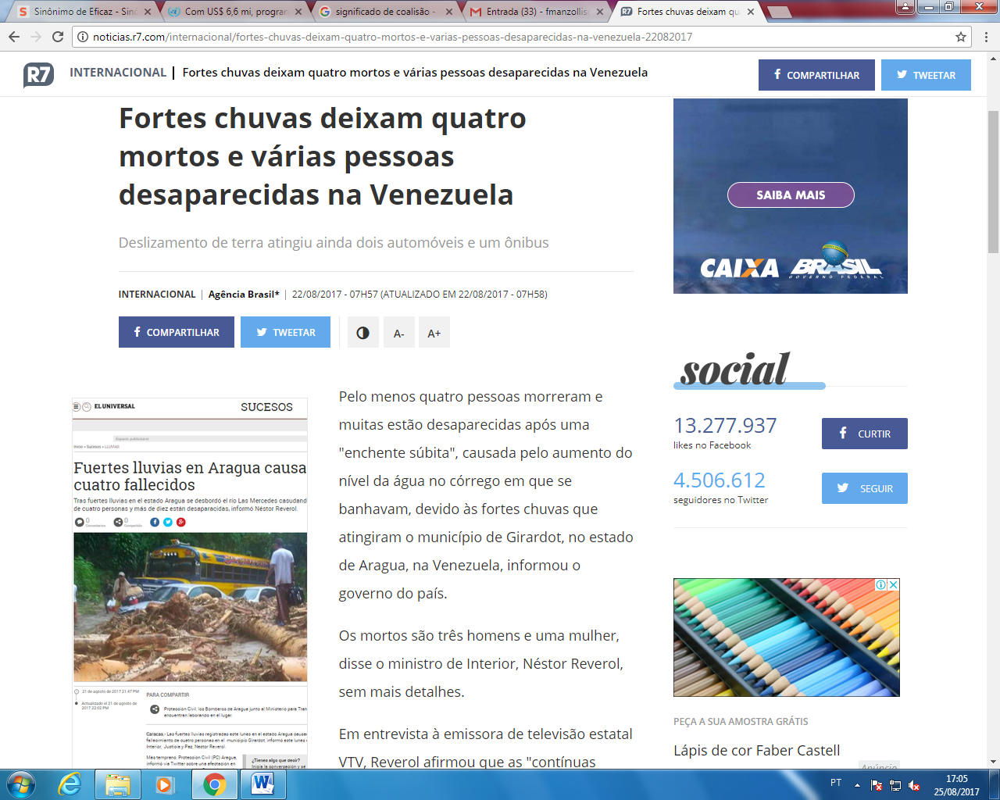 Sinônimo de Eficaz - Sinô
Com US$ 6,6 mi, program
significado de coalisão -
Entrada (33) - fmanzollis
Fortes chuvas deixam qu
noticias.r7.com/internacional/fortes-chuvas-deixam-quatro-mortos-e-varias-pessoas-desaparecidas-na-venezuela-22082017
R7 INTERNACIONAL | Fortes chuvas deixam quatro mortos e várias pessoas desaparecidas na Venezuela
COMPARTILHAR TWEETAR
Fortes chuvas deixam quatro
mortos e várias pessoas
desaparecidas na Venezuela
Deslizamento de terra atingiu ainda dois automóveis e um ônibus
INTERNACIONAL | Agência Brasil* | 22/08/2017 - 07H57 (ATUALIZADO EM 22/08/2017 - 07H58)
COMPARTILHAR TWEETAR A- A+
EL UNIVERSAL SUCESOS
Espacio publicitario
Inicio » Sucesos » LLUVIAS
Fuertes lluvias en Aragua causa
cuatro fallecidos
Tras fuertes lluvias en el estado Aragua se desbordó el río Las Mercedes casudand
de cuatro personas y más de diez están desaparacidas, informó Néstor Reverol.
0 0
Comentarios Compartido
21 de agosto de 2017 21:47 PM
Actualizado el 21 de agosto de
2017 22:02 PM
PARA COMPARTIR
Protección Civil, los Bomberos de Aragua junto al Ministerio para Tran
encuentran laborando en el lugar.
Caracas.- Las fuertes lluvias registradas este lunes en el estado Aragua causa
fallecimiento de cuatro personas en el municipio Girardot, informó este lunes
Interior, Justicia y Paz, Néstor Reverol.
Más temprano, Protección Civil (PC) Aragua,
informó vía Twitter sobre una afectación en
¿Tienes algo que decir?
Inicia la conversación y se
Pelo menos quatro pessoas morreram e
muitas estão desaparecidas após uma
"enchente súbita", causada pelo aumento do
nível da água no córrego em que se
banhavam, devido às fortes chuvas que
atingiram o município de Girardot, no estado
de Aragua, na Venezuela, informou o
governo do país.
Os mortos são três homens e uma mulher,
disse o ministro de Interior, Néstor Reverol,
sem mais detalhes.
Em entrevista à emissora de televisão estatal
VTV, Reverol afirmou que as "contínuas
SAIBA MAIS
CAIXA BRASIL
GOVERNO FEDERAL
social
13.277.937
likes no Facebook
CURTIR
4.506.612
seguidores no Twitter
SEGUIR
PEÇA A SUA AMOSTRA GRÁTIS
Lápis de cor Faber Castell
Anúncio
PT
17:05
25/08/2017